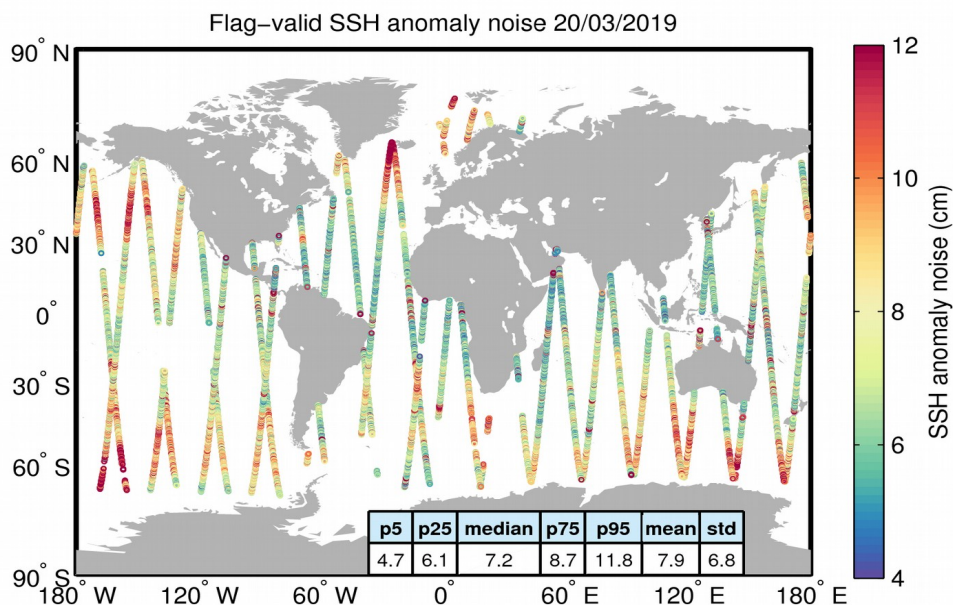 Flag−valid SSH anomaly noise 20/03/2019
90° N
60° N
30° N
0°
30° S
60° S
90° S
180° W
120° W
60° W
0°
60° E
120° E
180° E
p5 p25 median p75 p95 mean std
4.7 6.1 7.2 8.7 11.8 7.9 6.8
12
10
8
6
4
SSH anomaly noise (cm)